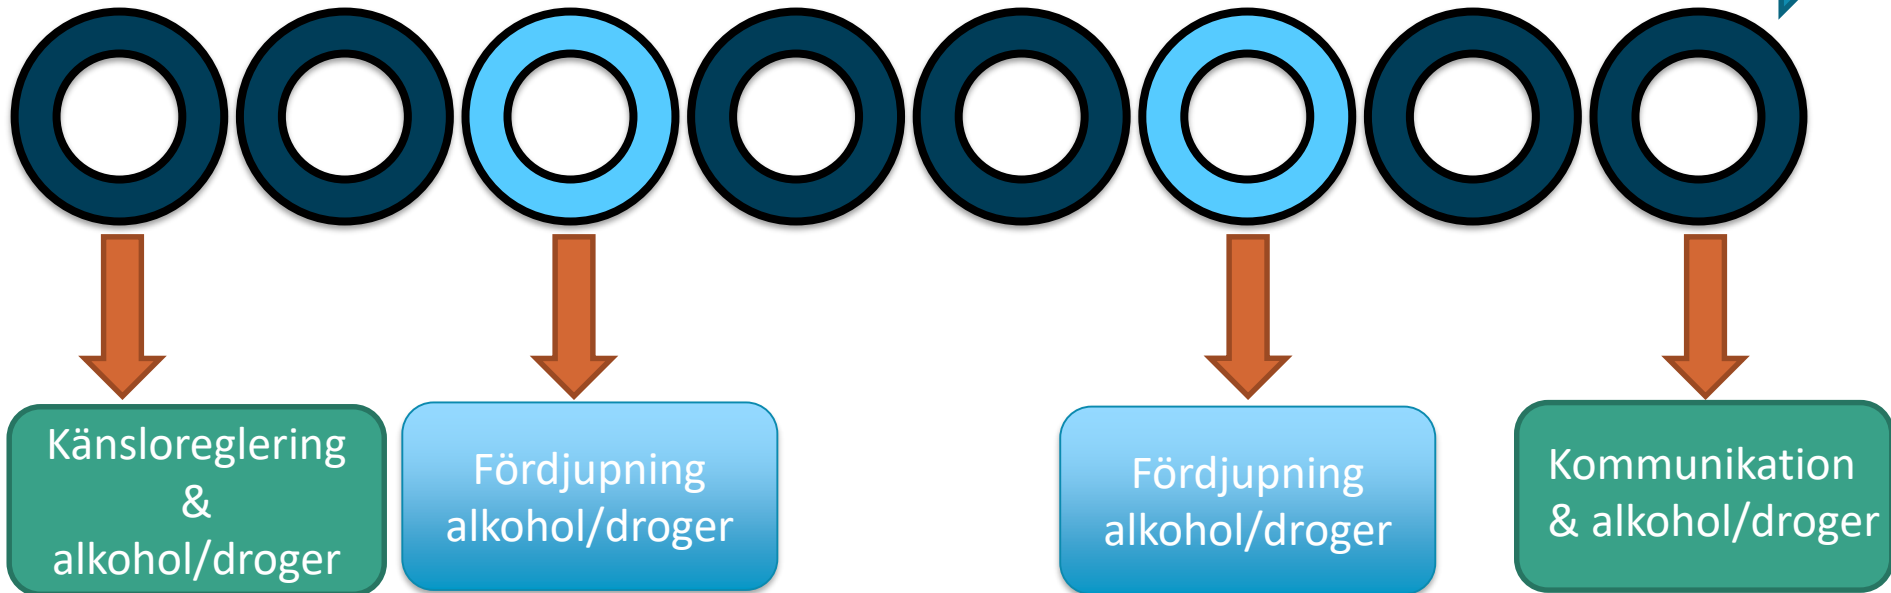 Känsloreglering
&
alkohol/droger
Fördjupning
alkohol/droger
Fördjupning
alkohol/droger
Kommunikation
& alkohol/droger